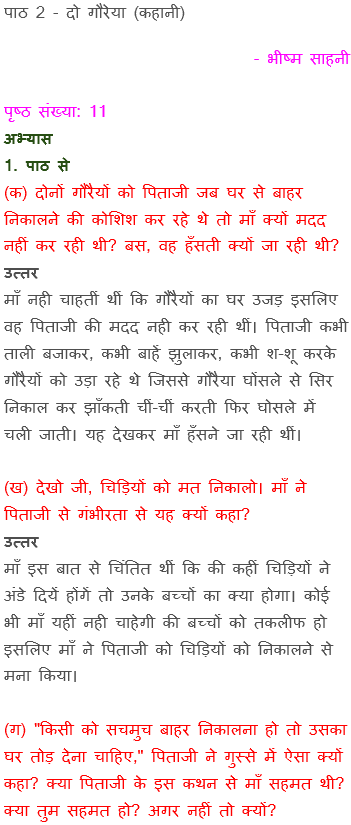 पाठ 2 - दो गौरेया (कहानी)
- भीष्म साहनी
पृष्ठ संख्या: 11
अभ्यास
1. पाठ से
(क) दोनों गौरैयों को पिताजी जब घर से बाहर
निकालने की कोशिश कर रहे थे तो माँ क्यों मदद
नहीं कर रही थी? बस, वह हँसती क्यों जा रही थी?
उत्तर
माँ नही चाहतीं थीं कि गौरैयों का घर उजड़ इसलिए
वह पिताजी की मदद नही कर रही थीं। पिताजी कभी
ताली बजाकर, कभी बाहें झुलाकर, कभी श-शू करके
गौरैयों को उड़ा रहे थे जिससे गौरैया घोंसले से सिर
निकाल कर झाँकती चीं-चीं करती फिर घोसले में
चली जाती। यह देखकर माँ हँसने जा रही थीं।
(ख) देखो जी, चिड़ियों को मत निकालो। माँ ने
पिताजी से गंभीरता से यह क्यों कहा?
उत्तर
माँ इस बात से चिंतित थीं कि की कहीं चिड़ियों ने
अंडे दियें होंगें तो उनके बच्चों का क्या होगा। कोई
भी माँ यहीं नही चाहेगी की बच्चों को तकलीफ हो
इसलिए माँ ने पिताजी को चिड़ियों को निकालने से
मना किया।
(ग) "किसी को सचमुच बाहर निकालना हो तो उसका
घर तोड़ देना चाहिए," पिताजी ने गुस्से में ऐसा क्यों
कहा? क्या पिताजी के इस कथन से माँ सहमत थी?
क्या तुम सहमत हो? अगर नहीं तो क्यों?